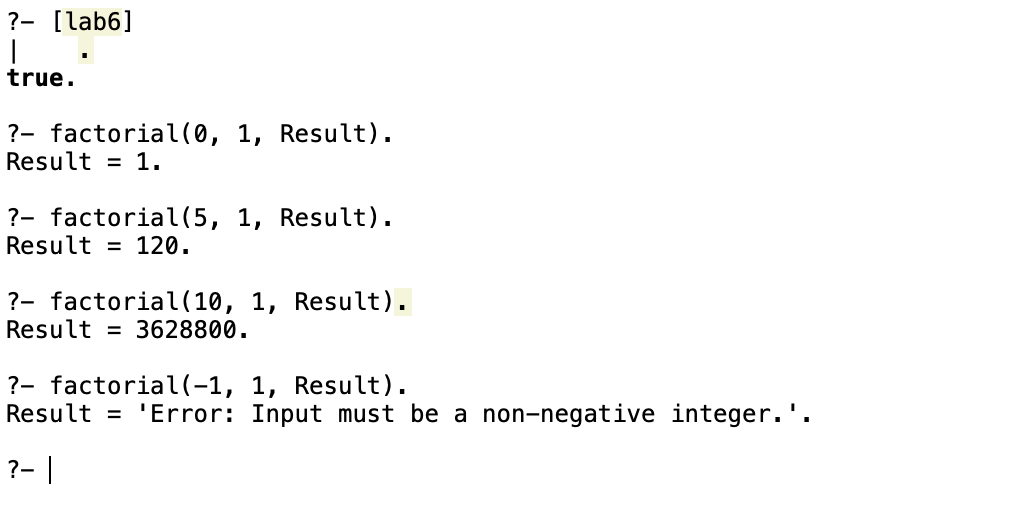 ?- [lab6]
|    .
true.
?- factorial(0, 1, Result).
Result = 1.
?- factorial(5, 1, Result).
Result = 120.
?- factorial(10, 1, Result).
Result = 3628800.
?- factorial(-1, 1, Result).
Result = 'Error: Input must be a non-negative integer.'.
?-